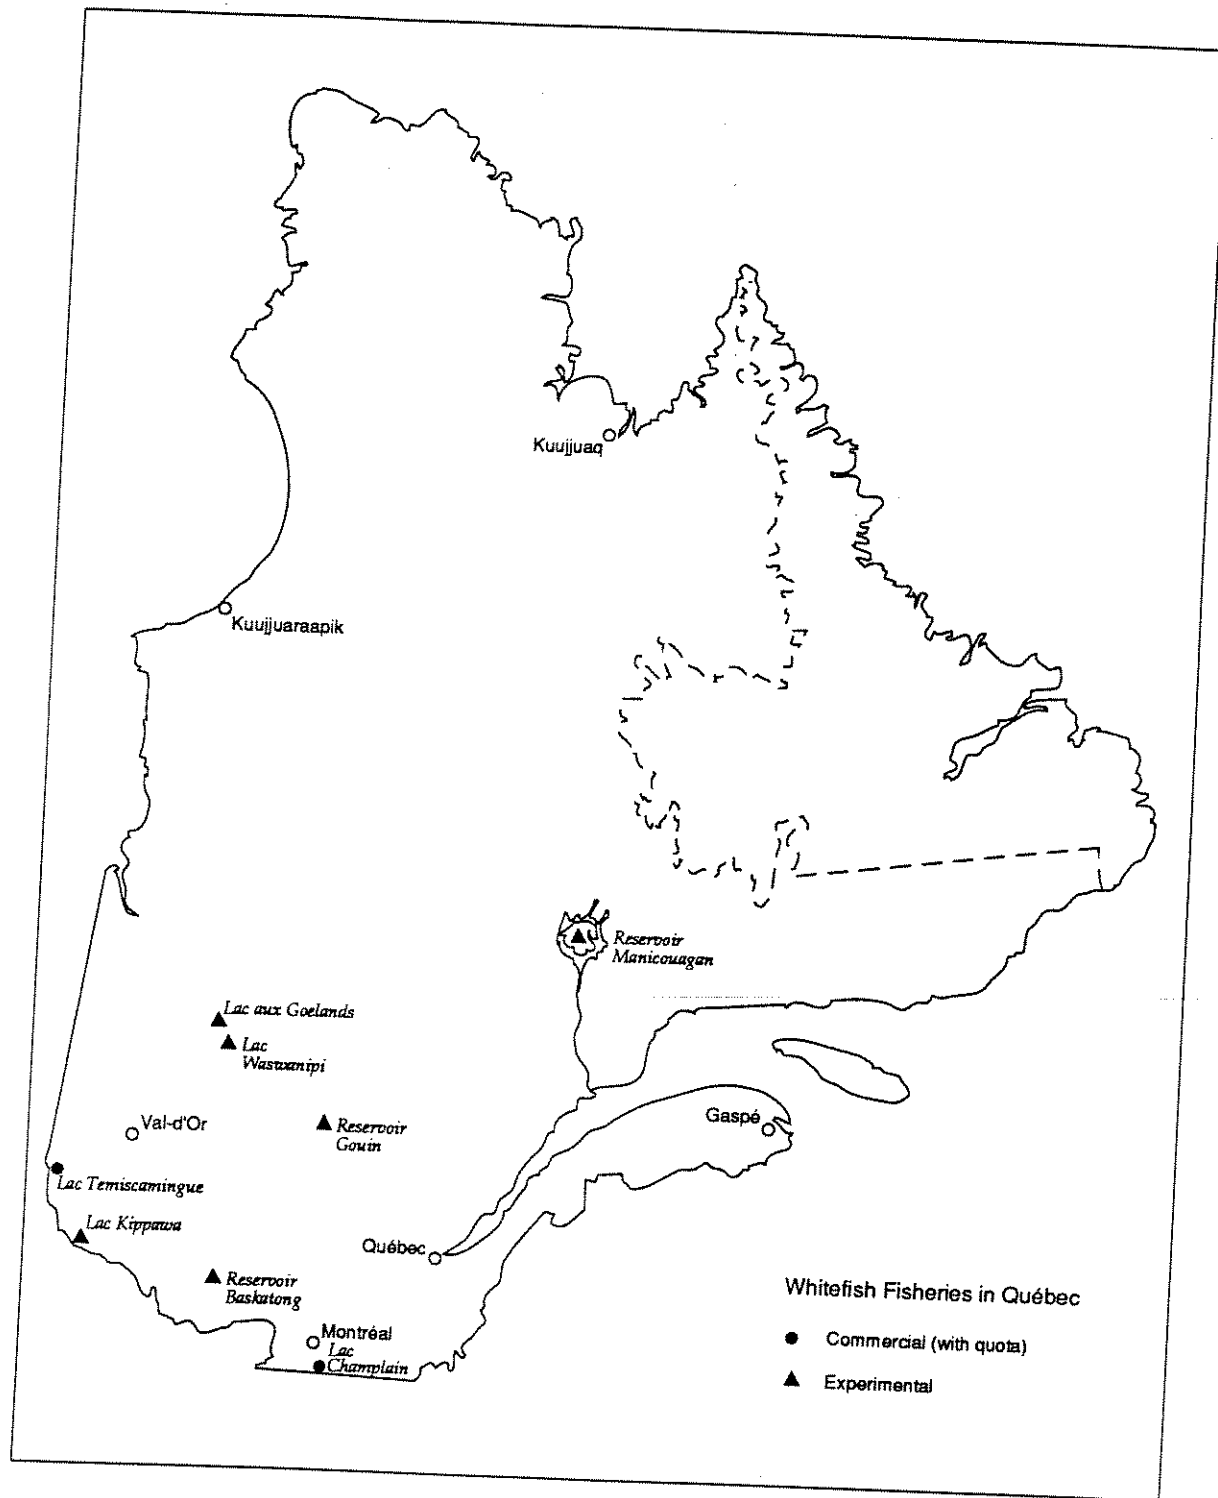 Kuujjuaq
Kuujjuaraapik
Reservoir
Manicouagan
Lac aux Goelands
Lac
Waswanipi
Val-d'Or
Reservoir
Gouin
Gaspé
Lac Temiscamingue
Lac Kippawa
Québec
Reservoir
Baskatong
Montréal
Lac
Champlain
Whitefish Fisheries in Québec
Commercial (with quota)
Experimental